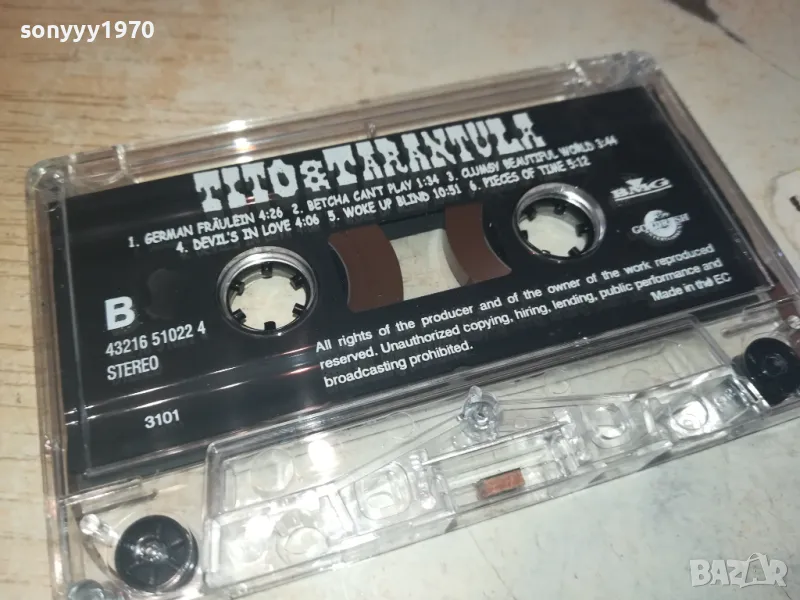 sonyyy1970
TITO & TARANTULA
1. GERMAN FRÄULEIN 4:26 2. BETCHA CAN'T PLAY 1:34 3. CLUMSY BEAUTIFUL WORLD 3:44
4. DEVIL'S IN LOVE 4:06 5. WOKE UP BLIND 10:51 6. PIECES OF TIME 5:12
BMG
B
43216 51022 4
STEREO
All rights of the producer and of the owner of the work reproduced
reserved. Unauthorized copying, hiring, lending, public performance and
broadcasting prohibited.
Made in the EC
3101
BAZAR